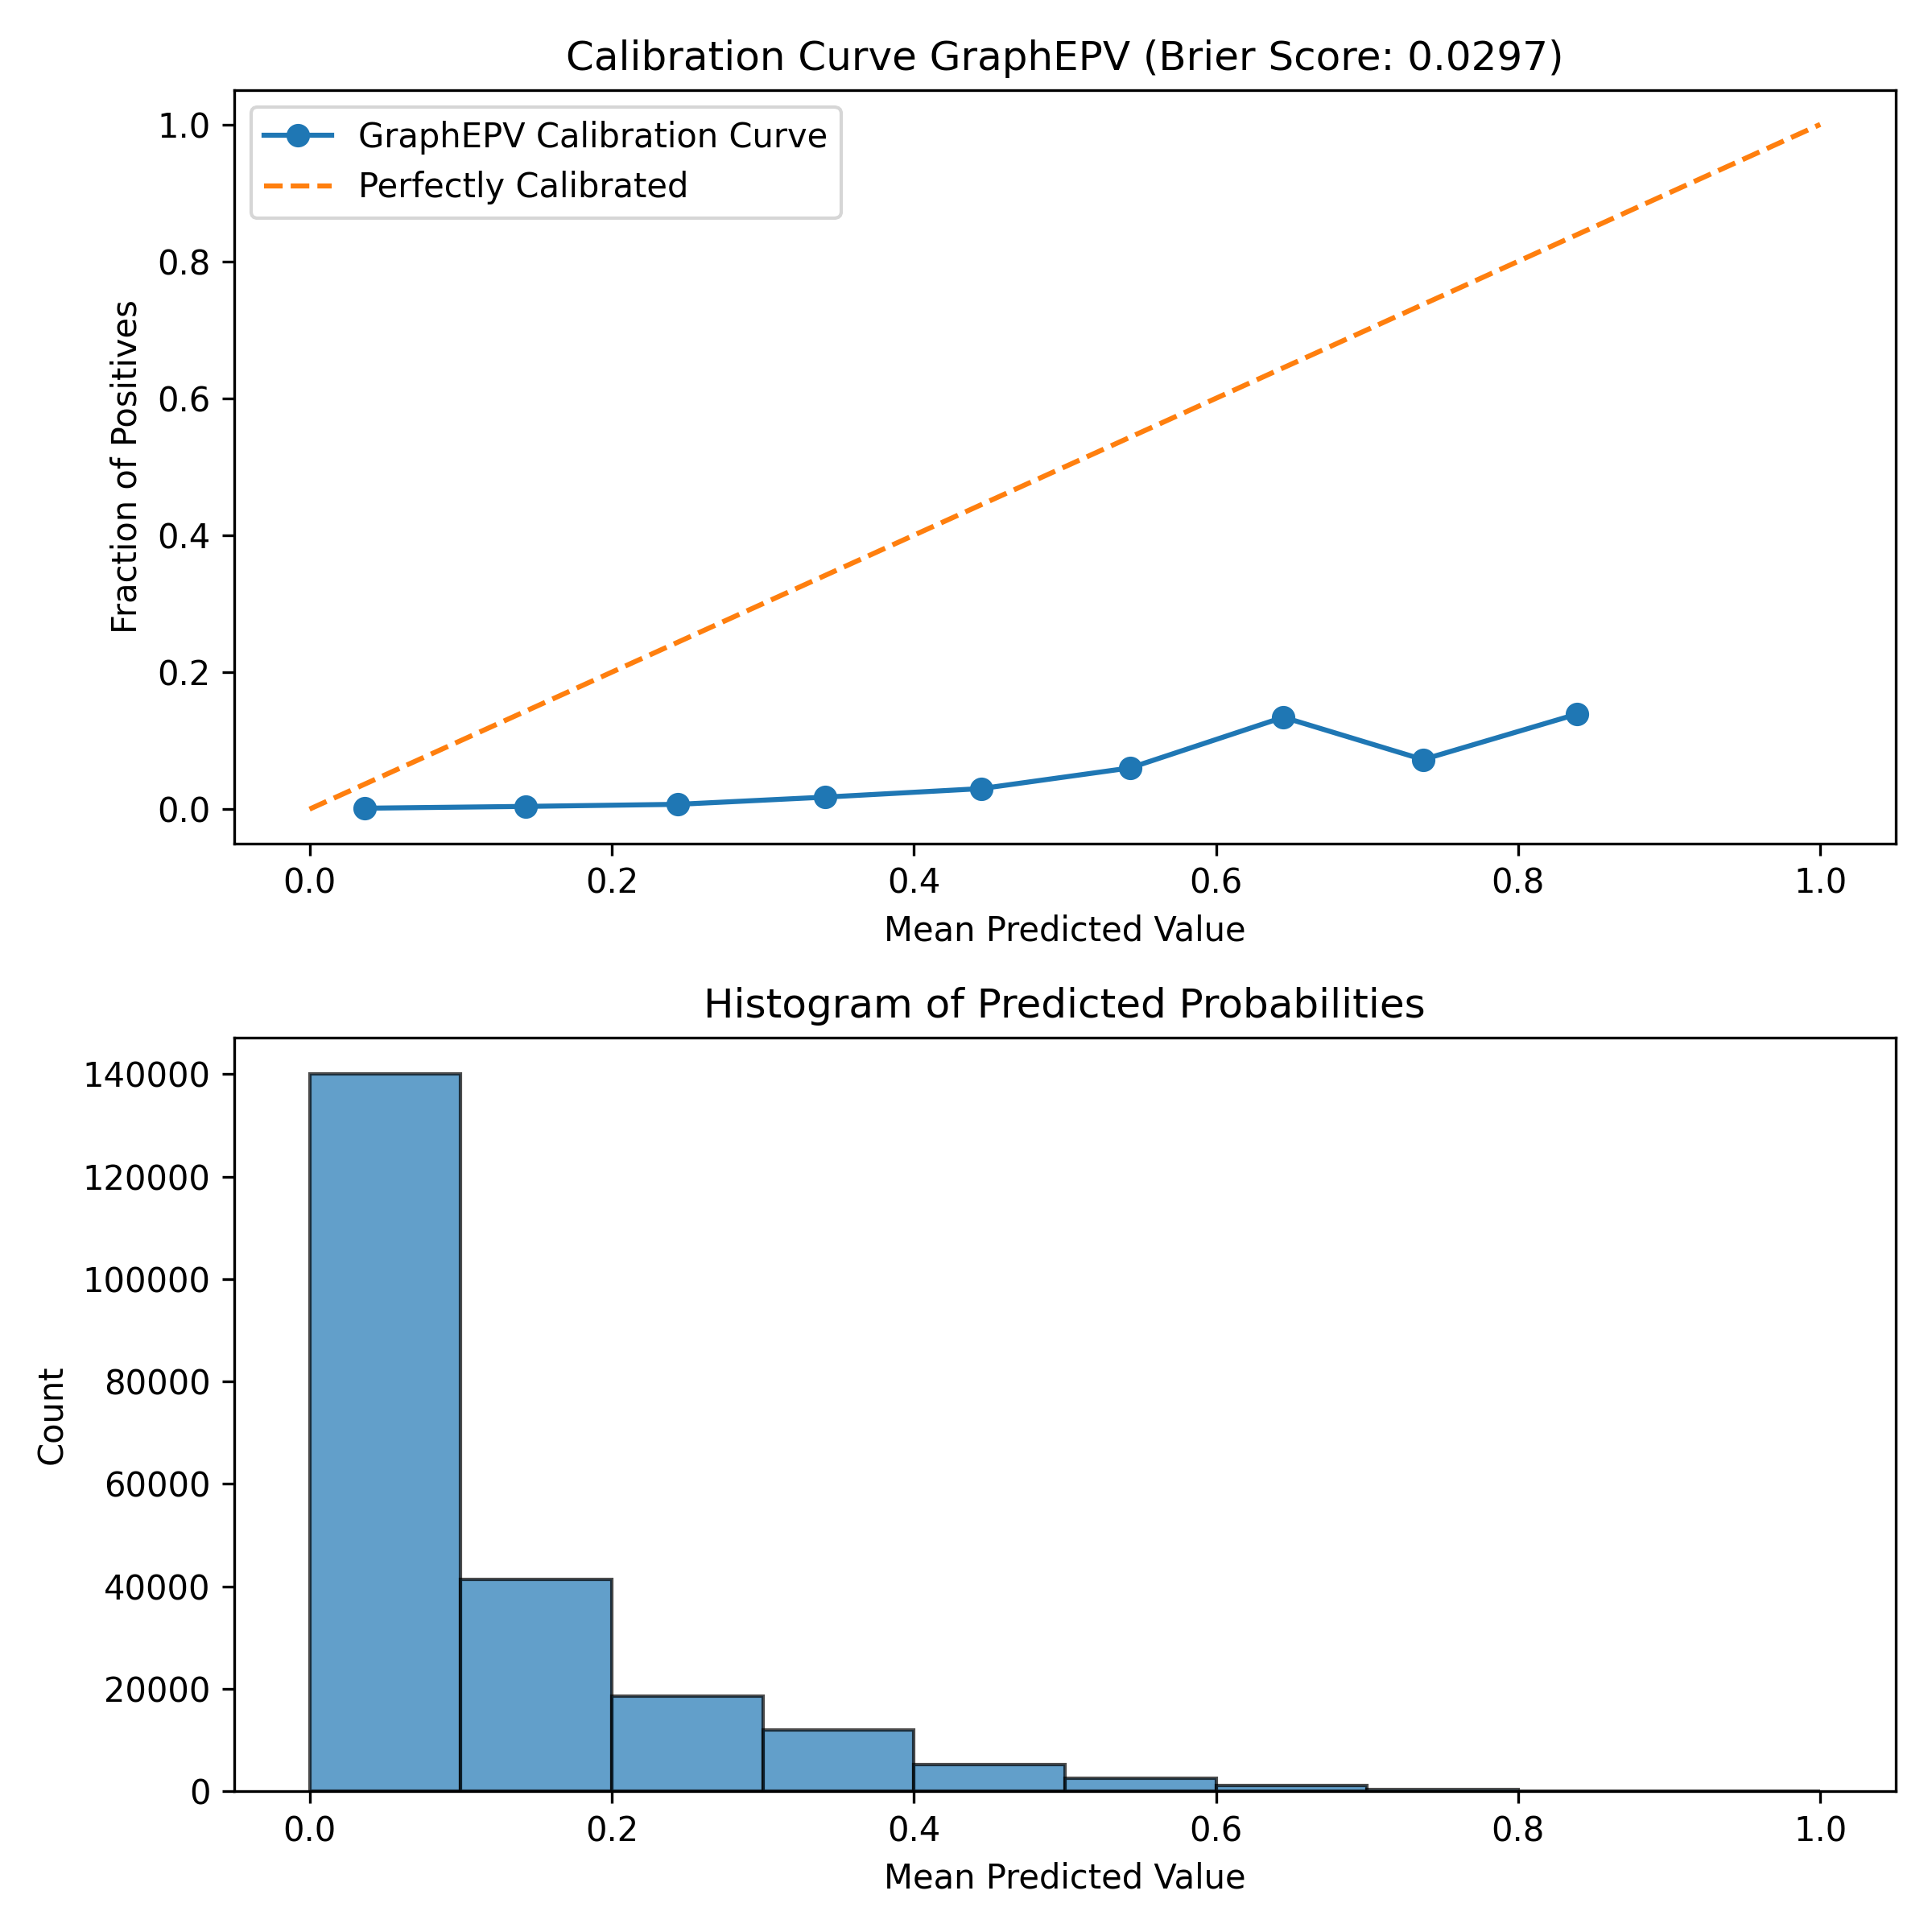 Calibration Curve GraphEPV (Brier Score: 0.0297)
GraphEPV Calibration Curve
Perfectly Calibrated
1.0
0.8
0.6
0.4
0.2
0.0
Fraction of Positives
0.0 0.2 0.4 0.6 0.8 1.0
Mean Predicted Value
Histogram of Predicted Probabilities
140000
120000
100000
80000
60000
40000
20000
0
Count
0.0 0.2 0.4 0.6 0.8 1.0
Mean Predicted Value